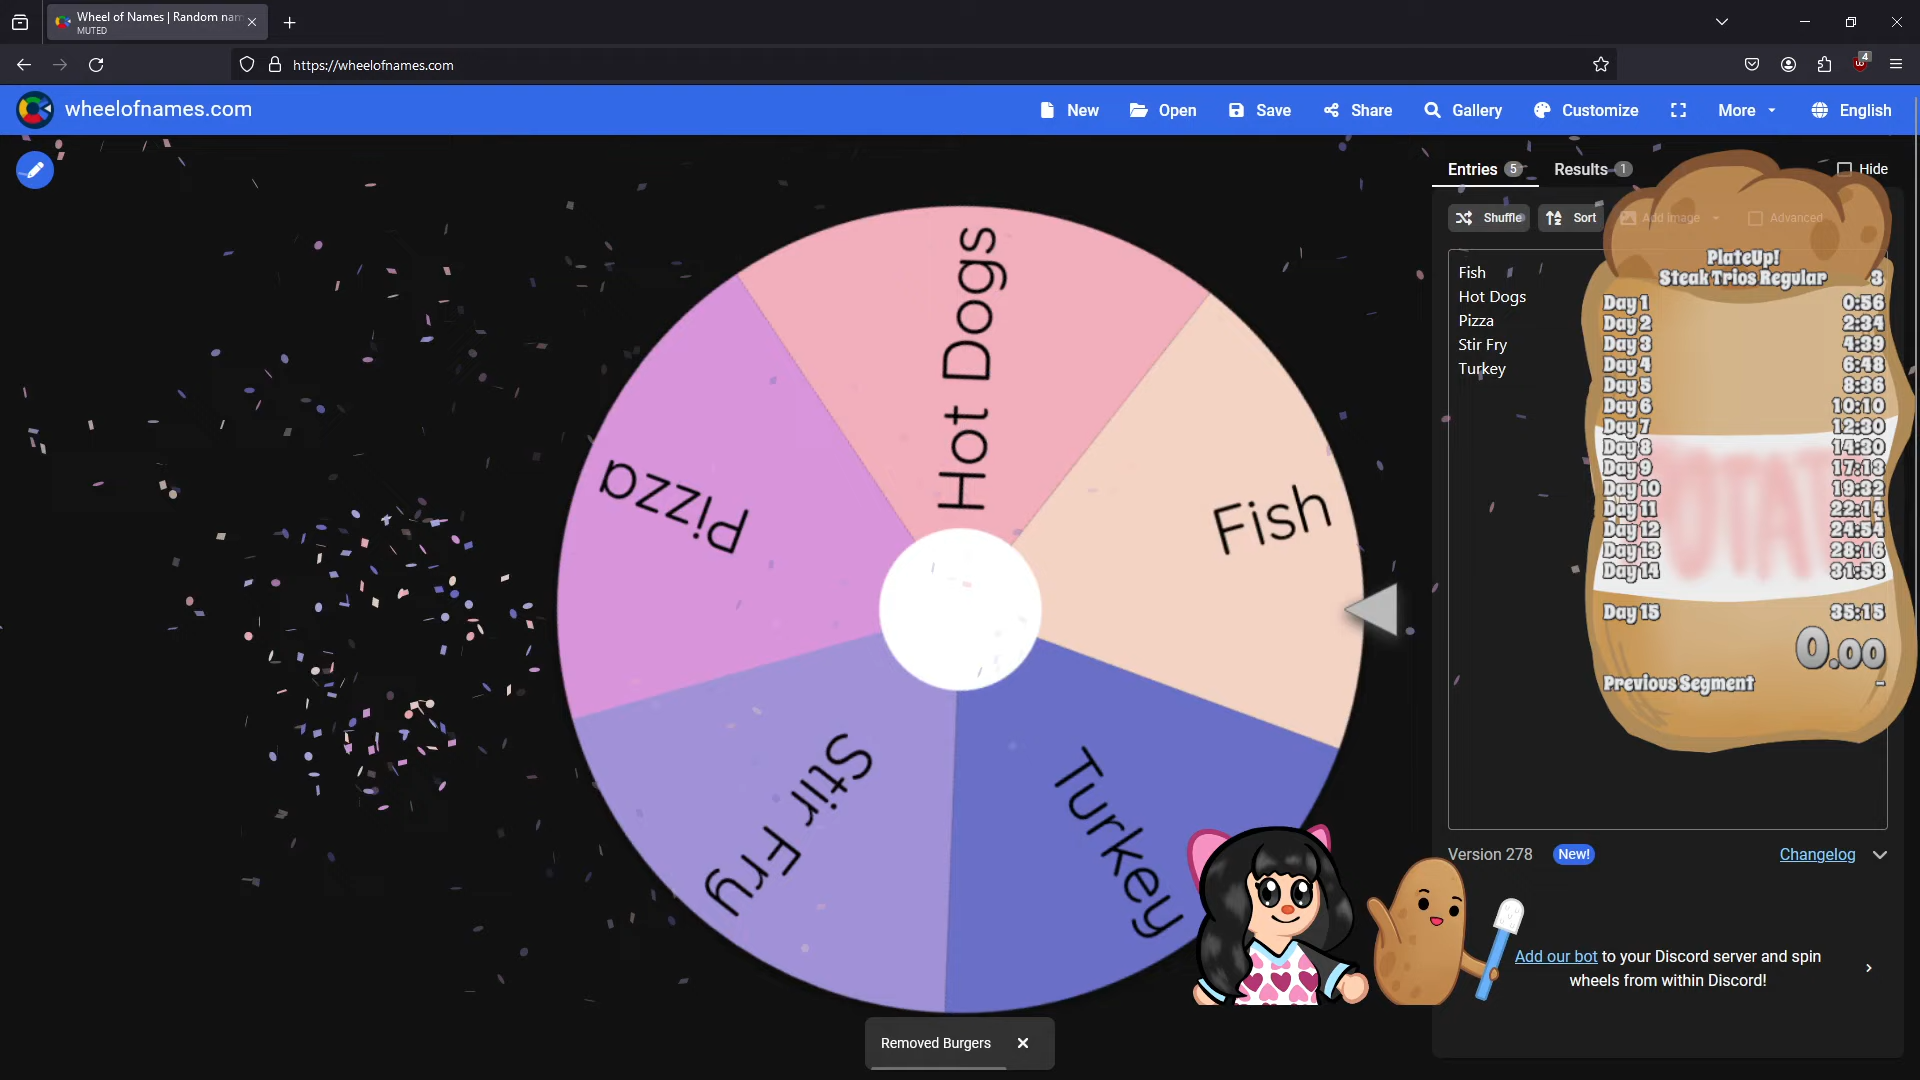 Wheel of Names | Random nam
MUTED
https://wheelofnames.com
4
wheelofnames.com
New
Open
Save
Share
Gallery
Customize
More
English
Entries 5
Results 1
Hide
Shuffle
Sort
Add image
Advanced
Fish
Hot Dogs
Pizza
Stir Fry
Turkey
PlateUp!
Steak Trios Regular 3
Day 1 0:56
Day 2 2:34
Day 3 4:39
Day 4 6:48
Day 5 8:36
Day 6 10:10
Day 7 12:30
Day 8 14:30
Day 9 17:13
Day 10 19:32
Day 11 22:14
Day 12 24:54
Day 13 28:16
Day 14 31:58
Day 15 35:15
0.00
Previous Segment -
Hot Dogs
Fish
Pizza
Stir Fry
Turkey
Version 278 New!
Changelog
Add our bot to your Discord server and spin
wheels from within Discord!
Removed Burgers